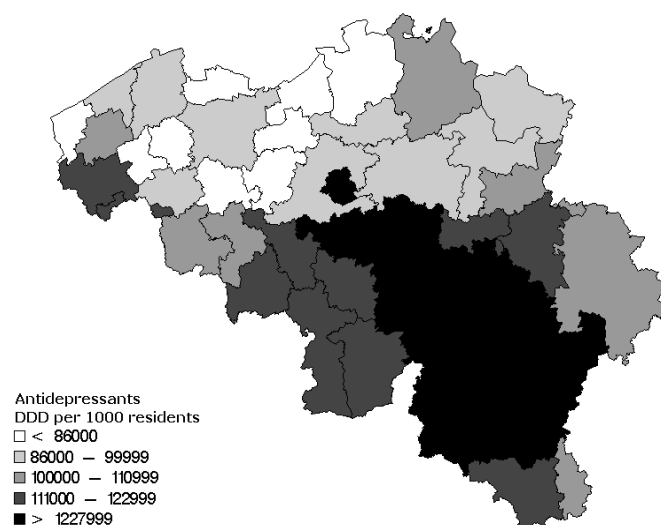 Antidepressants
DDD per 1000 residents
< 86000
86000 – 99999
100000 – 110999
111000 – 122999
> 1227999